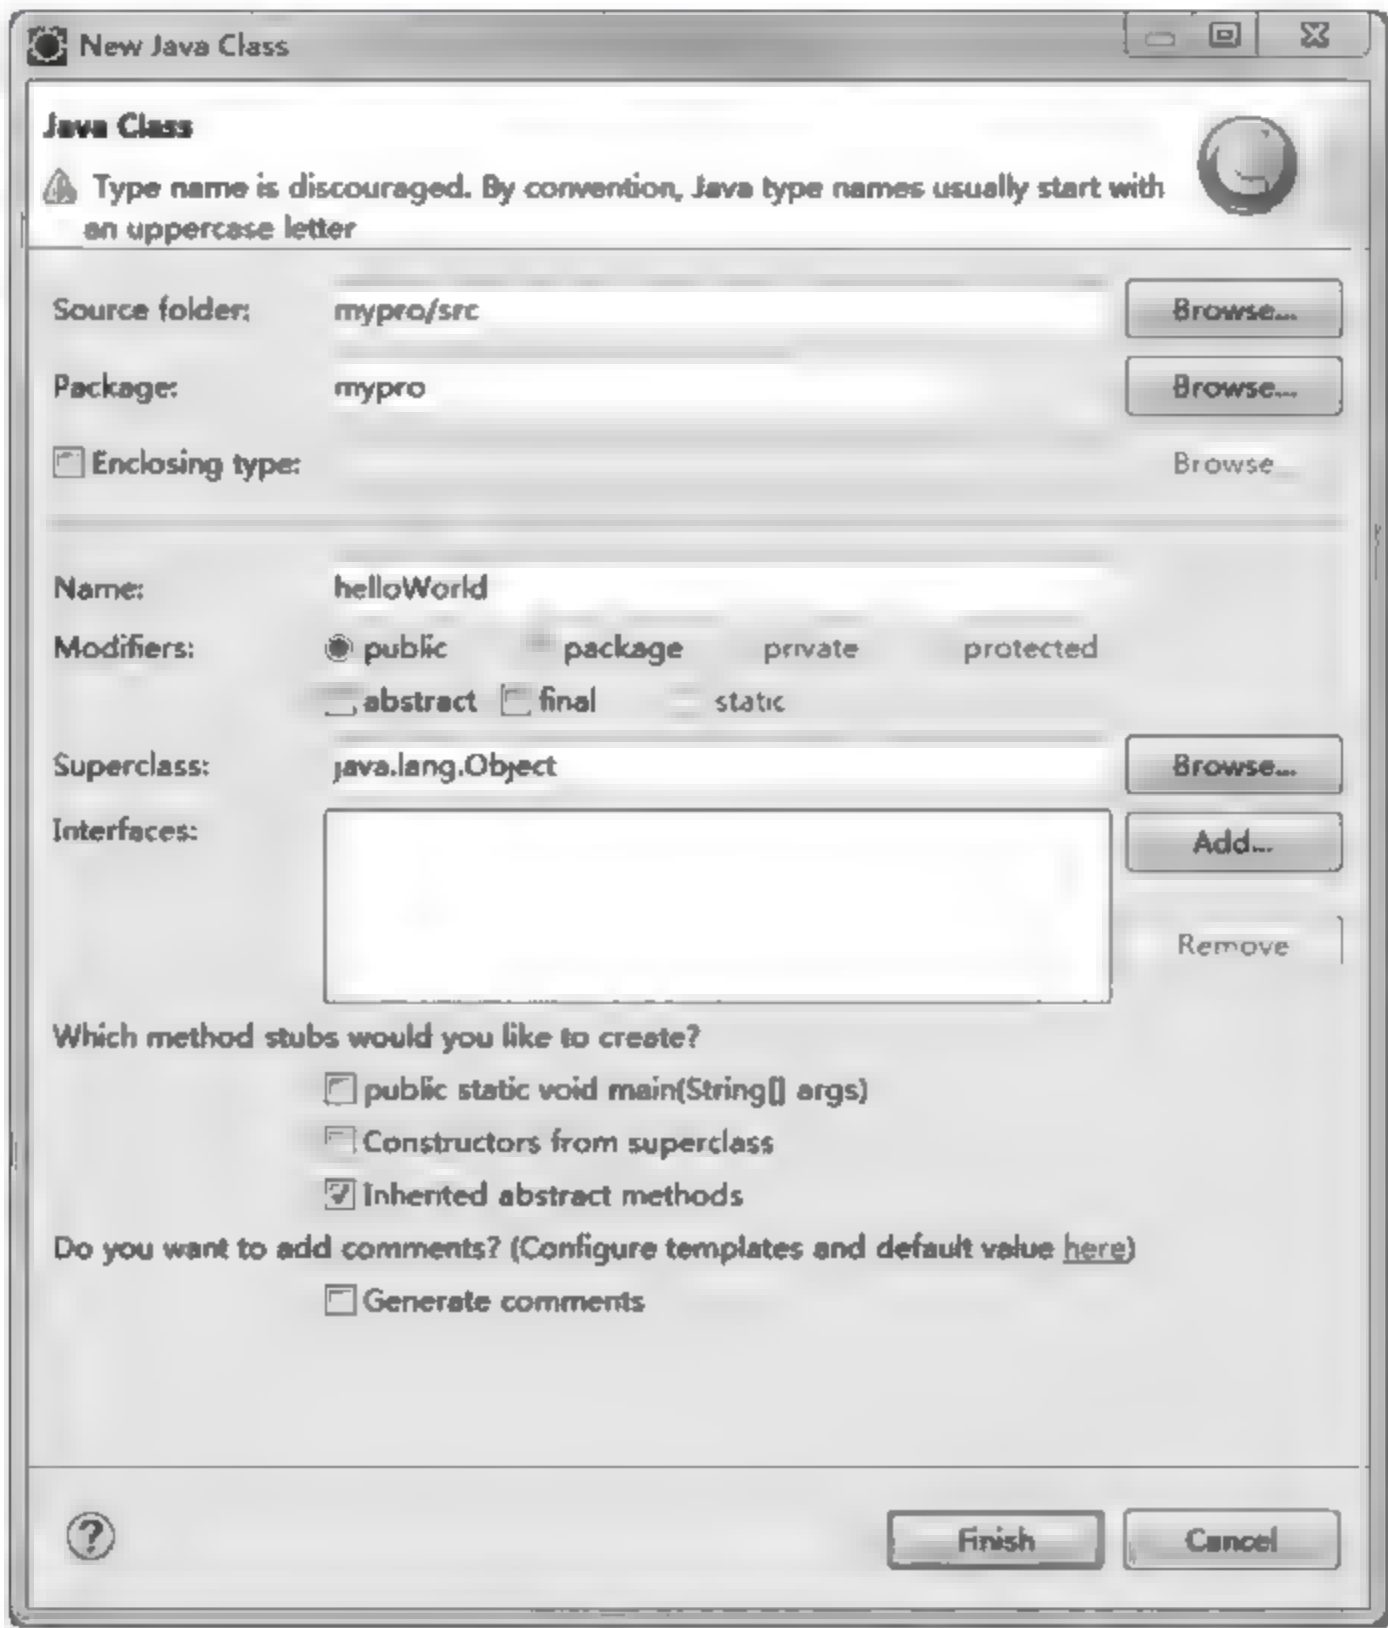 New Java Class
Java Class
Type name is discouraged. By convention, Java type names usually start with
an uppercase letter
Source folder: mypro/src Browse...
Package: mypro Browse...
Enclosing type: Browse...
Name: helloWorld
Modifiers: public package private protected
abstract final static
Superclass: java.lang.Object Browse...
Interfaces: Add...
Remove
Which method stubs would you like to create?
public static void main(String[] args)
Constructors from superclass
Inherited abstract methods
Do you want to add comments? (Configure templates and default value here)
Generate comments
? Finish Cancel